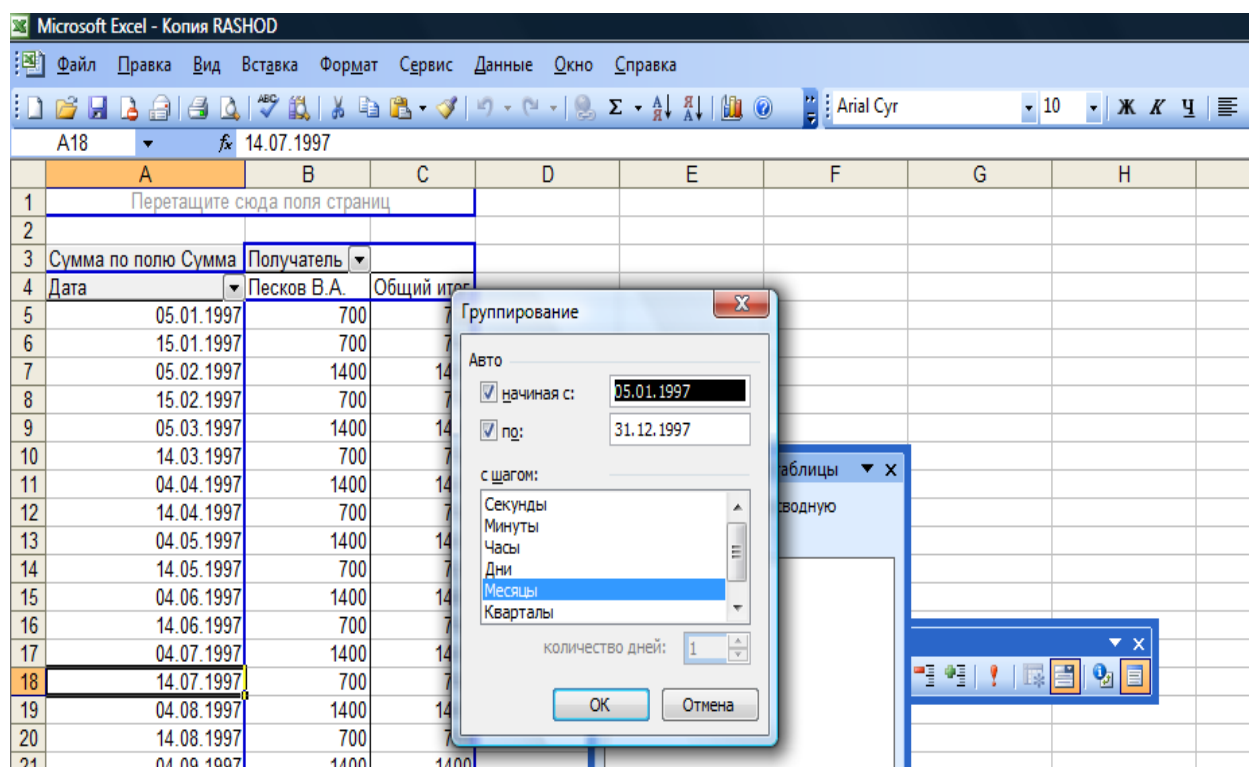 Microsoft Excel - Копия RASHOD
Файл Правка Вид Вставка Формат Сервис Данные Окно Справка
Arial Cyr 10 Ж К Ч
A18 fx 14.07.1997
A B C D E F G H
1 Перетащите сюда поля страниц
2
3 Сумма по полю Сумма Получатель
4 Дата Песков В.А. Общий итог
5 05.01.1997 700
6 15.01.1997 700
7 05.02.1997 1400
8 15.02.1997 700
9 05.03.1997 1400
10 14.03.1997 700
11 04.04.1997 1400
12 14.04.1997 700
13 04.05.1997 1400
14 14.05.1997 700
15 04.06.1997 1400
16 14.06.1997 700
17 04.07.1997 1400
18 14.07.1997 700
19 04.08.1997 1400
20 14.08.1997 700
21 04.09.1997 1400 1400
Группирование
Авто
начиная с: 05.01.1997
по: 31.12.1997
с шагом:
Секунды
Минуты
Часы
Дни
Месяцы
Кварталы
количество дней: 1
ОК Отмена
таблицы
сводную